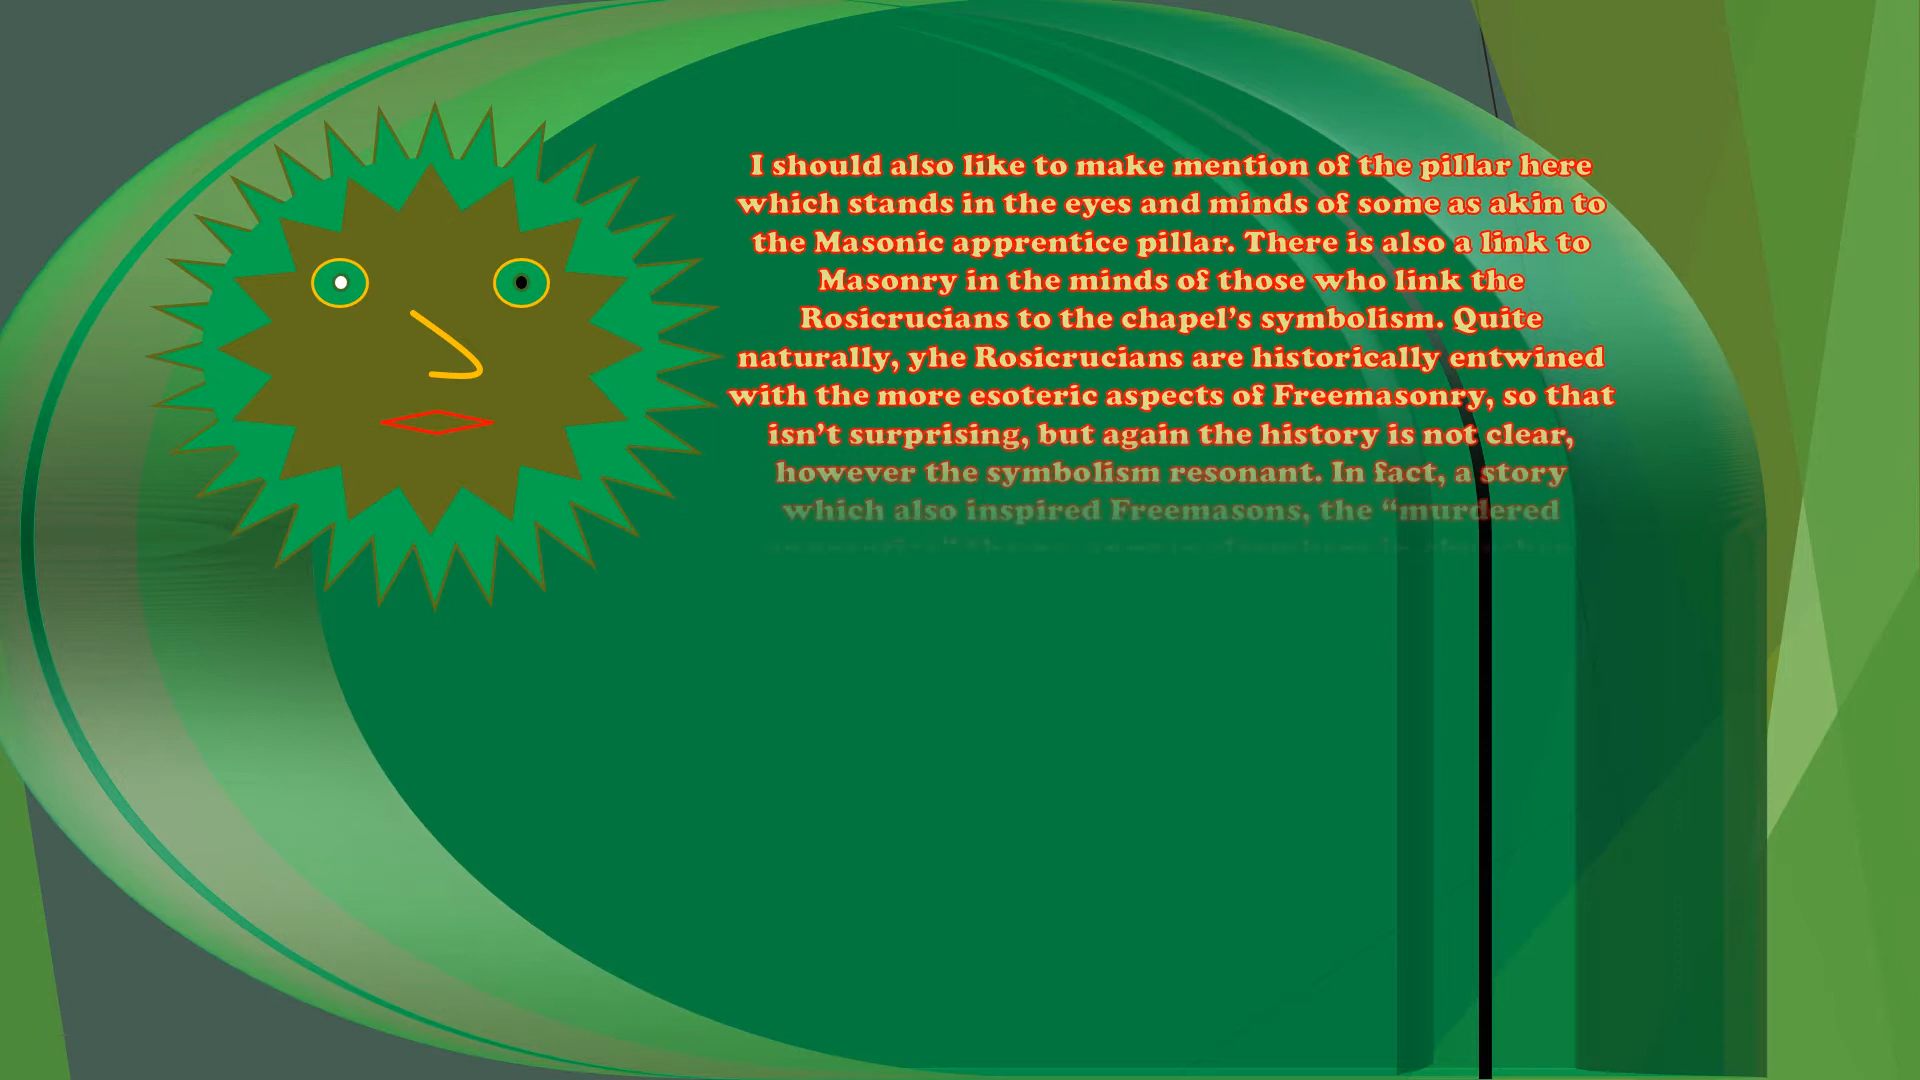 I should also like to make mention of the pillar here
which stands in the eyes and minds of some as akin to
the Masonic apprentice pillar. There is also a link to
Masonry in the minds of those who link the
Rosicrucians to the chapel’s symbolism. Quite
naturally, yhe Rosicrucians are historically entwined
with the more esoteric aspects of Freemasonry, so that
isn’t surprising, but again the history is not clear,
however the symbolism resonant. In fact, a story
which also inspired Freemasons, the “murdered